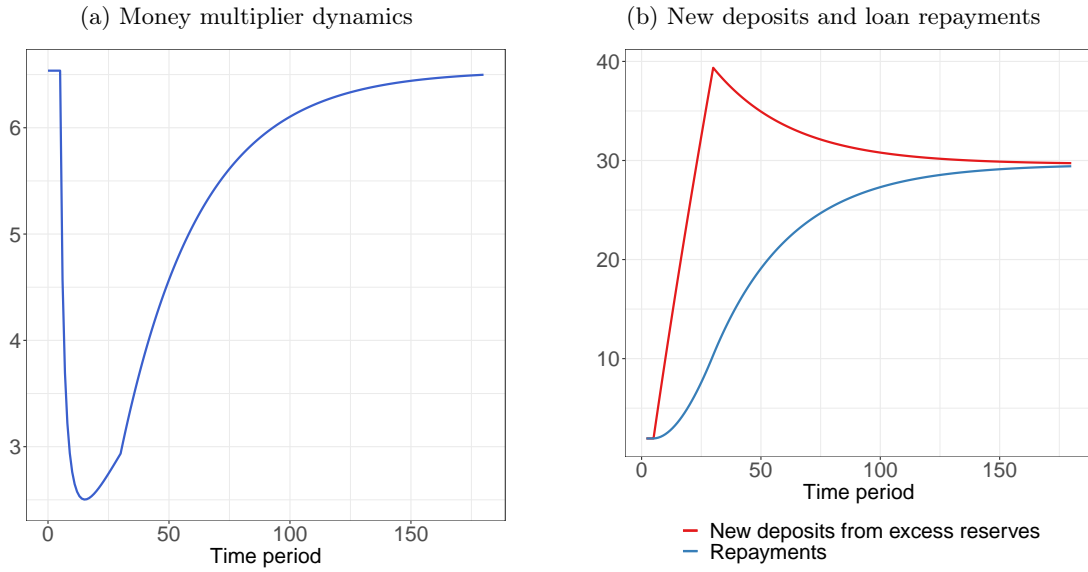 (a) Money multiplier dynamics
6
5
4
3
0
50
100
150
Time period
(b) New deposits and loan repayments
40
30
20
10
0
50
100
150
Time period
New deposits from excess reserves
Repayments